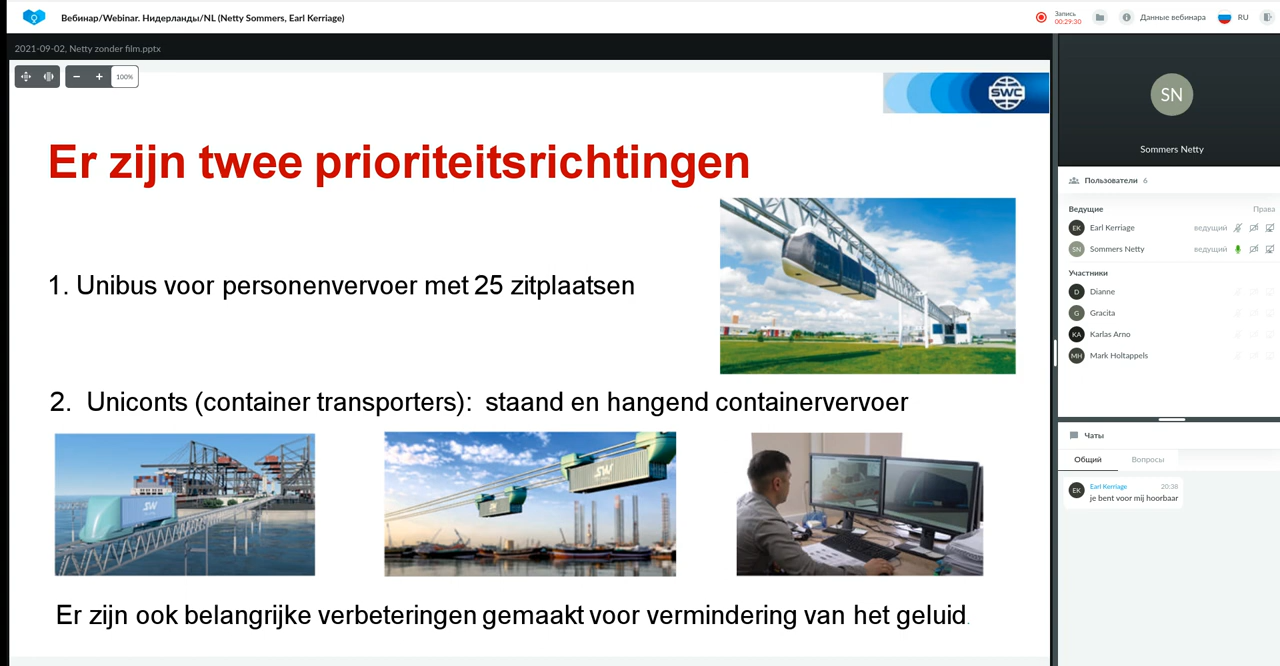 Вебинар/Webinar. Нидерланды/NL (Netty Sommers, Earl Kerriage)
Запись
00:29:30
Данные вебинара
RU
2021-09-02, Netty zonder film.pptx
100%
SWC
Er zijn twee prioriteitsrichtingen
1. Unibus voor personenvervoer met 25 zitplaatsen
2. Uniconts (container transporters): staand en hangend containervervoer
SW
SW
Er zijn ook belangrijke verbeteringen gemaakt voor vermindering van het geluid.
SN
Sommers Netty
Пользователи 6
Ведущие Права
EK Earl Kerriage ведущий
SN Sommers Netty ведущий
Участники
D Dianne
G Gracita
KA Karlas Arno
MH Mark Holtappels
Чаты
Общий Вопросы
EK Earl Kerriage 20:38
je bent voor mij hoorbaar